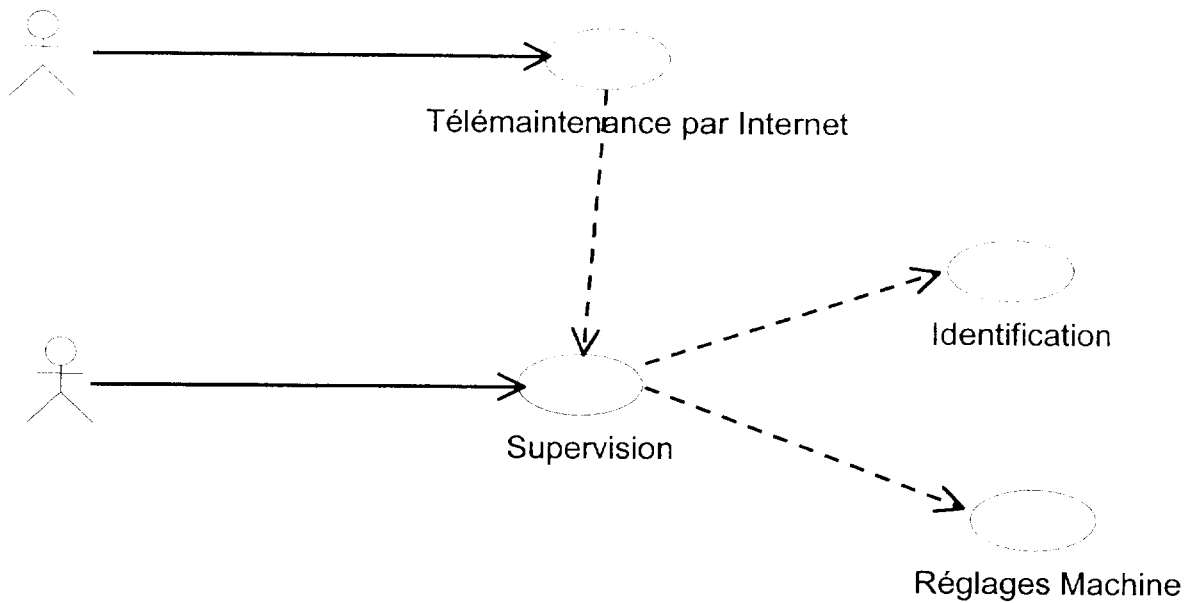 Télémaintenance par Internet
Identification
Supervision
Réglages Machine